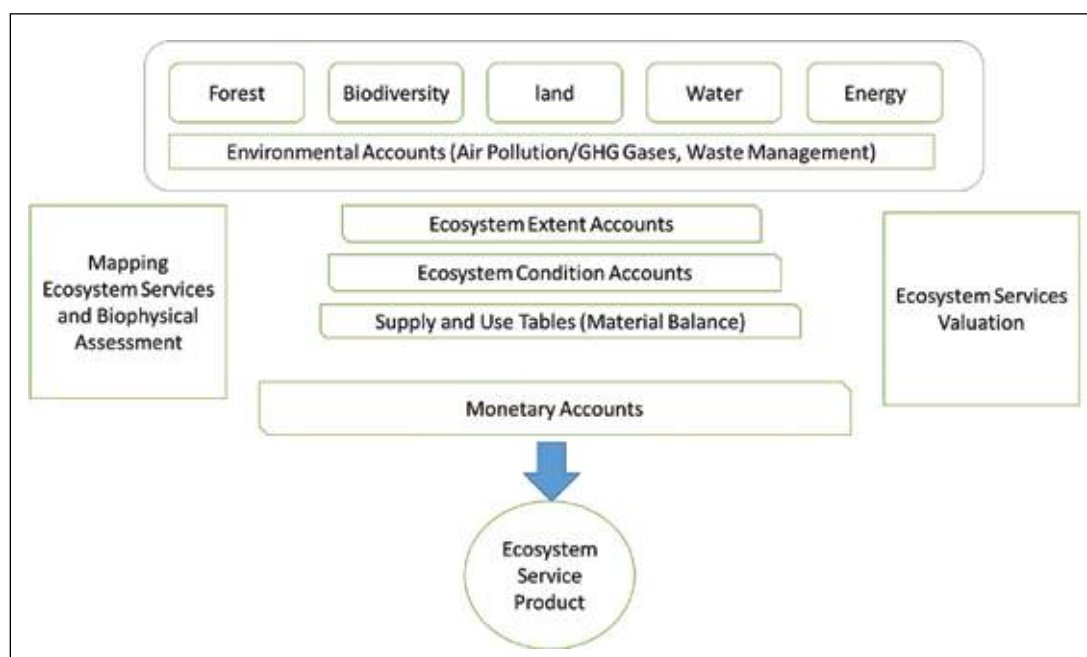 Forest
Biodiversity
land
Water
Energy
Environmental Accounts (Air Pollution/GHG Gases, Waste Management)
Mapping
Ecosystem Services
and Biophysical
Assessment
Ecosystem Extent Accounts
Ecosystem Condition Accounts
Supply and Use Tables (Material Balance)
Ecosystem Services
Valuation
Monetary Accounts
Ecosystem
Service
Product